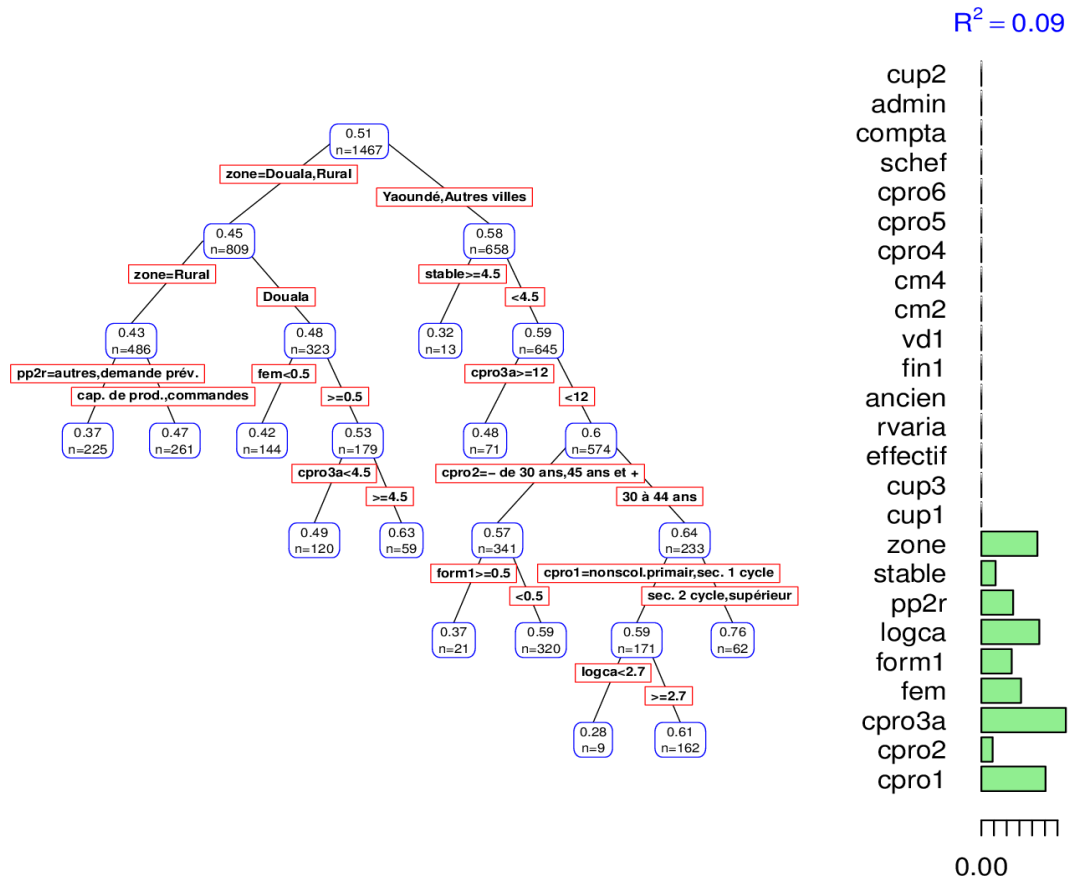 R² = 0.09
0.51
n=1467
zone=Douala,Rural
Yaoundé,Autres villes
0.45
n=809
0.58
n=658
zone=Rural
Douala
stable>=4.5
<4.5
0.43
n=486
0.48
n=323
0.32
n=13
0.59
n=645
pp2r=autres,demande prév.
cap. de prod.,commandes
fem<0.5
>=0.5
cpro3a>=12
<12
0.37
n=225
0.47
n=261
0.42
n=144
0.53
n=179
0.48
n=71
0.6
n=574
cpro3a<4.5
>=4.5
cpro2=− de 30 ans,45 ans et +
30 à 44 ans
0.49
n=120
0.63
n=59
0.57
n=341
0.64
n=233
form1>=0.5
<0.5
cpro1=nonscol.primair,sec. 1 cycle
sec. 2 cycle,supérieur
0.37
n=21
0.59
n=320
0.59
n=171
0.76
n=62
logca<2.7
>=2.7
0.28
n=9
0.61
n=162
cup2
admin
compta
schef
cpro6
cpro5
cpro4
cm4
cm2
vd1
fin1
ancien
rvaria
effectif
cup3
cup1
zone
stable
pp2r
logca
form1
fem
cpro3a
cpro2
cpro1
0.00